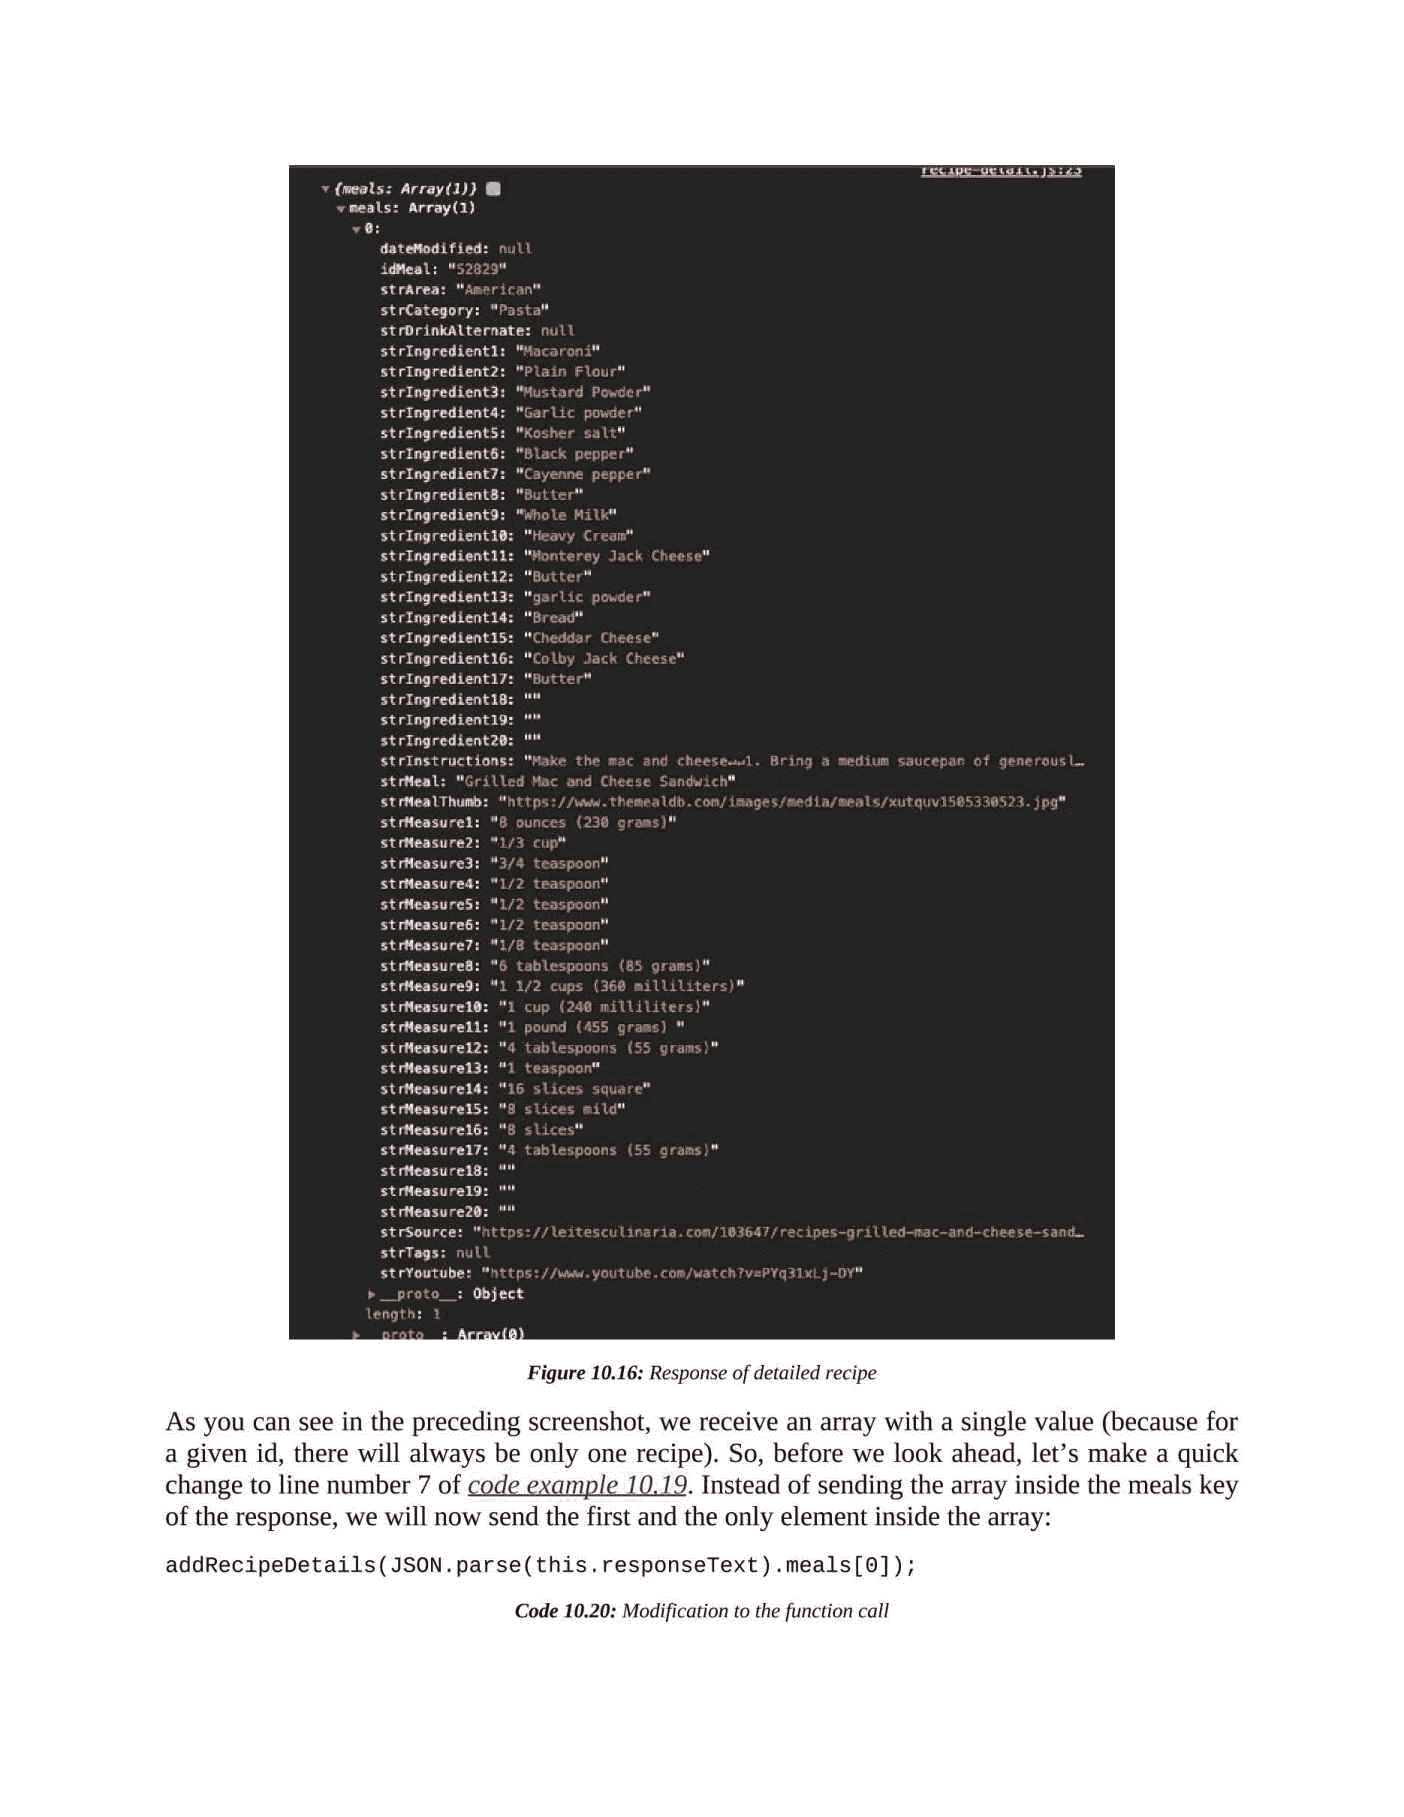 recipe-detail.js:23
{meals: Array(1)}
meals: Array(1)
0:
dateModified: null
idMeal: "52829"
strArea: "American"
strCategory: "Pasta"
strDrinkAlternate: null
strIngredient1: "Macaroni"
strIngredient2: "Plain Flour"
strIngredient3: "Mustard Powder"
strIngredient4: "Garlic powder"
strIngredient5: "Kosher salt"
strIngredient6: "Black pepper"
strIngredient7: "Cayenne pepper"
strIngredient8: "Butter"
strIngredient9: "Whole Milk"
strIngredient10: "Heavy Cream"
strIngredient11: "Monterey Jack Cheese"
strIngredient12: "Butter"
strIngredient13: "garlic powder"
strIngredient14: "Bread"
strIngredient15: "Cheddar Cheese"
strIngredient16: "Colby Jack Cheese"
strIngredient17: "Butter"
strIngredient18: ""
strIngredient19: ""
strIngredient20: ""
strInstructions: "Make the mac and cheese↵↵1. Bring a medium saucepan of generousl…
strMeal: "Grilled Mac and Cheese Sandwich"
strMealThumb: "https://www.themealdb.com/images/media/meals/xutquv1505330523.jpg"
strMeasure1: "8 ounces (230 grams)"
strMeasure2: "1/3 cup"
strMeasure3: "3/4 teaspoon"
strMeasure4: "1/2 teaspoon"
strMeasure5: "1/2 teaspoon"
strMeasure6: "1/2 teaspoon"
strMeasure7: "1/8 teaspoon"
strMeasure8: "6 tablespoons (85 grams)"
strMeasure9: "1 1/2 cups (360 milliliters)"
strMeasure10: "1 cup (240 milliliters)"
strMeasure11: "1 pound (455 grams) "
strMeasure12: "4 tablespoons (55 grams)"
strMeasure13: "1 teaspoon"
strMeasure14: "16 slices square"
strMeasure15: "8 slices mild"
strMeasure16: "8 slices"
strMeasure17: "4 tablespoons (55 grams)"
strMeasure18: ""
strMeasure19: ""
strMeasure20: ""
strSource: "https://leitesculinaria.com/103647/recipes-grilled-mac-and-cheese-sand…
strTags: null
strYoutube: "https://www.youtube.com/watch?v=PYq31xLj-DY"
__proto__: Object
length: 1
__proto__: Array(0)
Figure 10.16: Response of detailed recipe
As you can see in the preceding screenshot, we receive an array with a single value (because for
a given id, there will always be only one recipe). So, before we look ahead, let’s make a quick
change to line number 7 of code example 10.19. Instead of sending the array inside the meals key
of the response, we will now send the first and the only element inside the array:
addRecipeDetails(JSON.parse(this.responseText).meals[0]);
Code 10.20: Modification to the function call